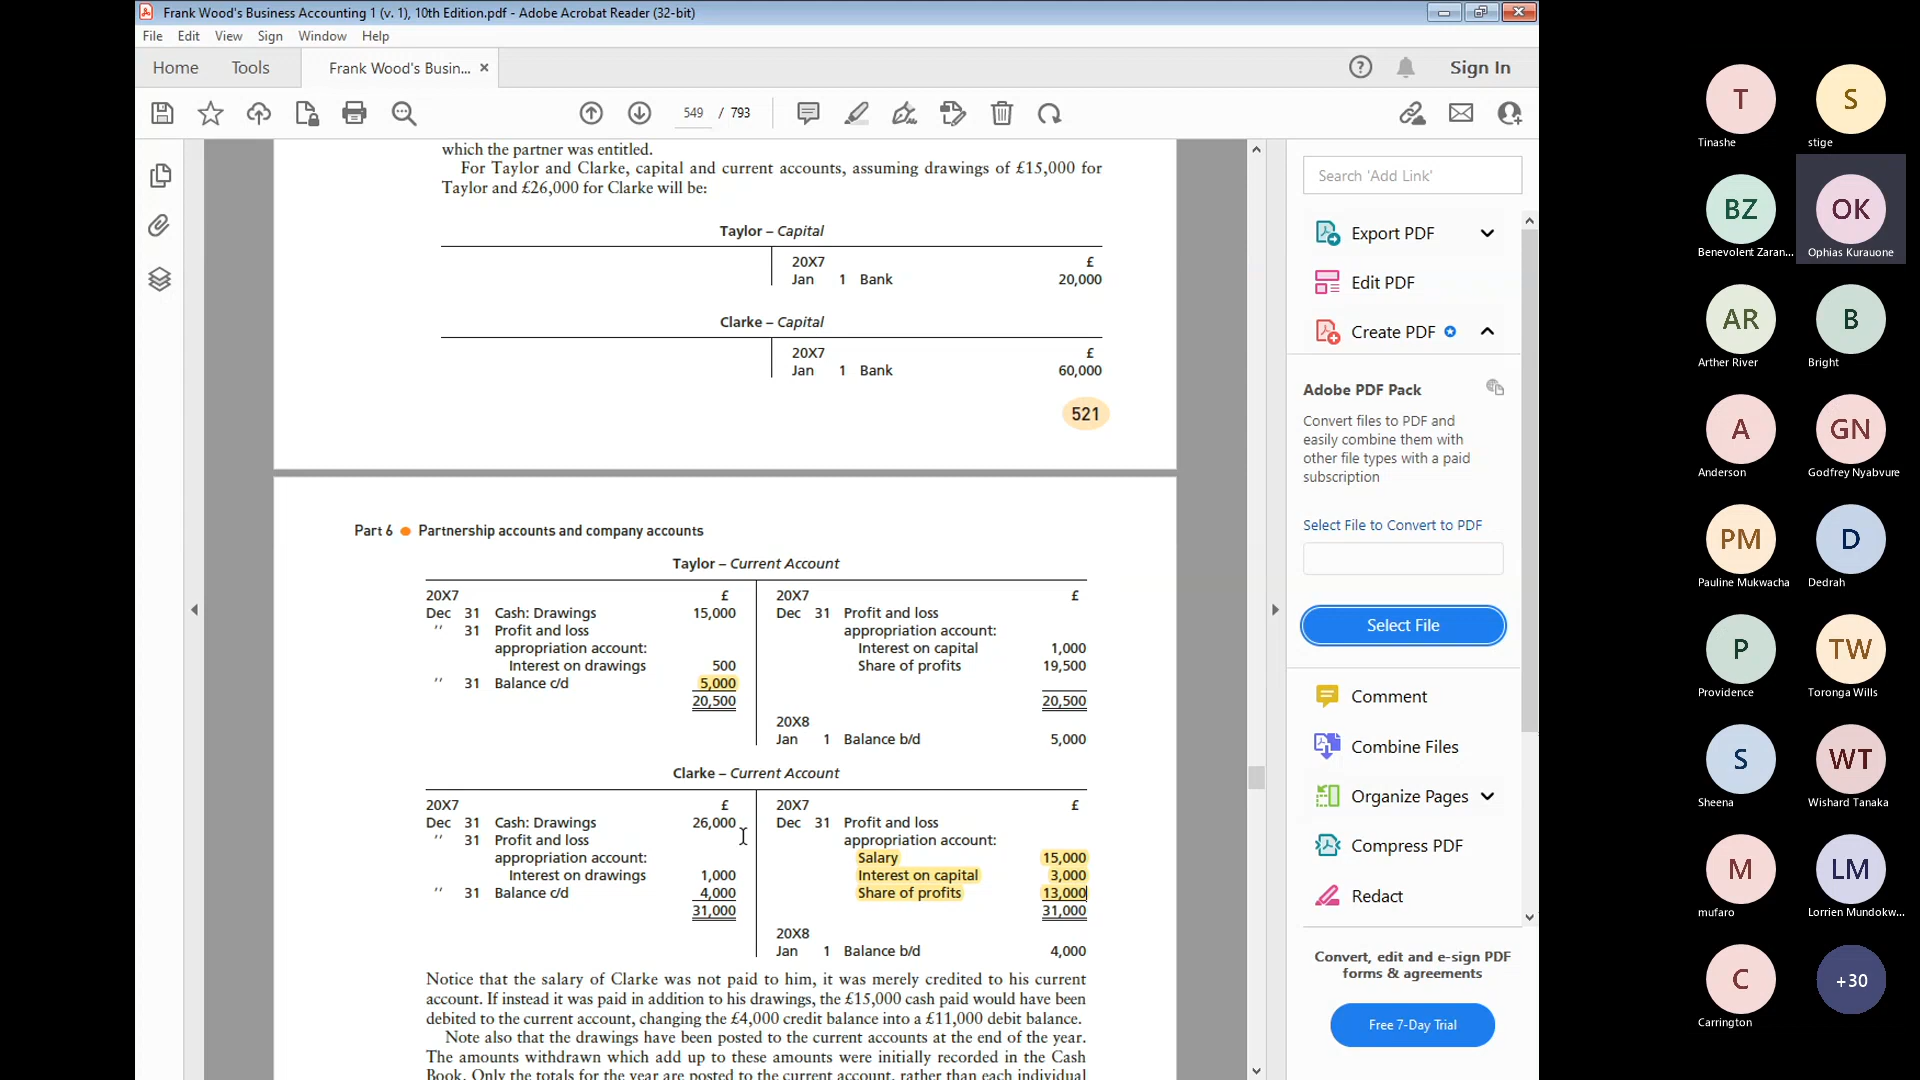 Frank Wood's Business Accounting 1 (v. 1), 10th Edition.pdf - Adobe Acrobat Reader (32-bit)
File Edit View Sign Window Help
Home Tools Frank Wood's Busin... × Sign In
549 / 793
which the partner was entitled.
For Taylor and Clarke, capital and current accounts, assuming drawings of £15,000 for
Taylor and £26,000 for Clarke will be:
Taylor – Capital
20X7 £
Jan 1 Bank 20,000
Clarke – Capital
20X7 £
Jan 1 Bank 60,000
521
Part 6 ● Partnership accounts and company accounts
Taylor – Current Account
20X7 £ 20X7 £
Dec 31 Cash: Drawings 15,000 Dec 31 Profit and loss
″ 31 Profit and loss appropriation account:
appropriation account: Interest on capital 1,000
Interest on drawings 500 Share of profits 19,500
″ 31 Balance c/d 5,000
20,500 20,500
20X8
Jan 1 Balance b/d 5,000
Clarke – Current Account
20X7 £ 20X7 £
Dec 31 Cash: Drawings 26,000 Dec 31 Profit and loss
″ 31 Profit and loss appropriation account:
appropriation account: Salary 15,000
Interest on drawings 1,000 Interest on capital 3,000
″ 31 Balance c/d 4,000 Share of profits 13,000
31,000 31,000
20X8
Jan 1 Balance b/d 4,000
Notice that the salary of Clarke was not paid to him, it was merely credited to his current
account. If instead it was paid in addition to his drawings, the £15,000 cash paid would have been
debited to the current account, changing the £4,000 credit balance into a £11,000 debit balance.
Note also that the drawings have been posted to the current accounts at the end of the year.
The amounts withdrawn which add up to these amounts were initially recorded in the Cash
Book. Only the totals for the year are posted to the current account, rather than each individual
Search 'Add Link'
Export PDF
Edit PDF
Create PDF
Adobe PDF Pack
Convert files to PDF and
easily combine them with
other file types with a paid
subscription
Select File to Convert to PDF
Select File
Comment
Combine Files
Organize Pages
Compress PDF
Redact
Convert, edit and e-sign PDF
forms & agreements
Free 7-Day Trial
T S
Tinashe stige
BZ OK
Benevolent Zaran... Ophias Kurauone
AR B
Arther River Bright
A GN
Anderson Godfrey Nyabvure
PM D
Pauline Mukwacha Dedrah
P TW
Providence Toronga Wills
S WT
Sheena Wishard Tanaka
M LM
mufaro Lorrien Mundokw...
C +30
Carrington